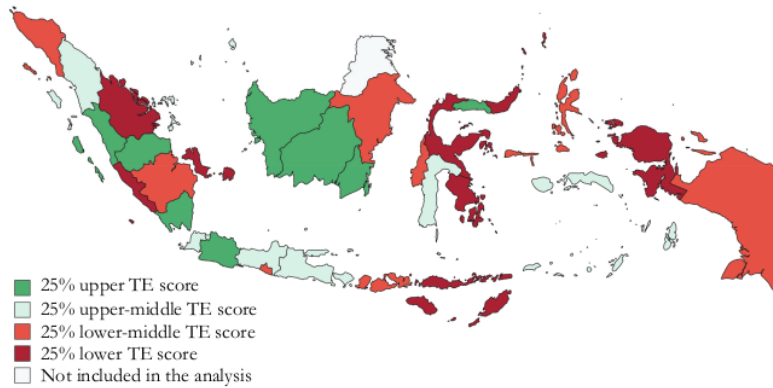 25% upper TE score
25% upper-middle TE score
25% lower-middle TE score
25% lower TE score
Not included in the analysis